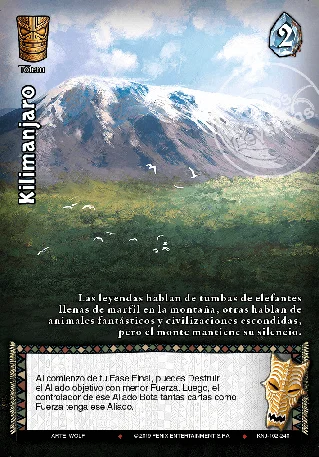 Tótem
2
Kilimanjaro
Las leyendas hablan de tumbas de elefantes
llenas de marfil en la montaña, otras hablan de
animales fantásticos y civilizaciones escondidas,
pero el monte mantiene su silencio.
Al comienzo de tu Fase Final, puedes Destruir
el Aliado objetivo con menor Fuerza. Luego, el
controlador de ese Aliado Bota tantas cartas como
Fuerza tenga ese Aliado.
ARTE: WOLF
© 2019 FENIX ENTERTAINMENT S.P.A.